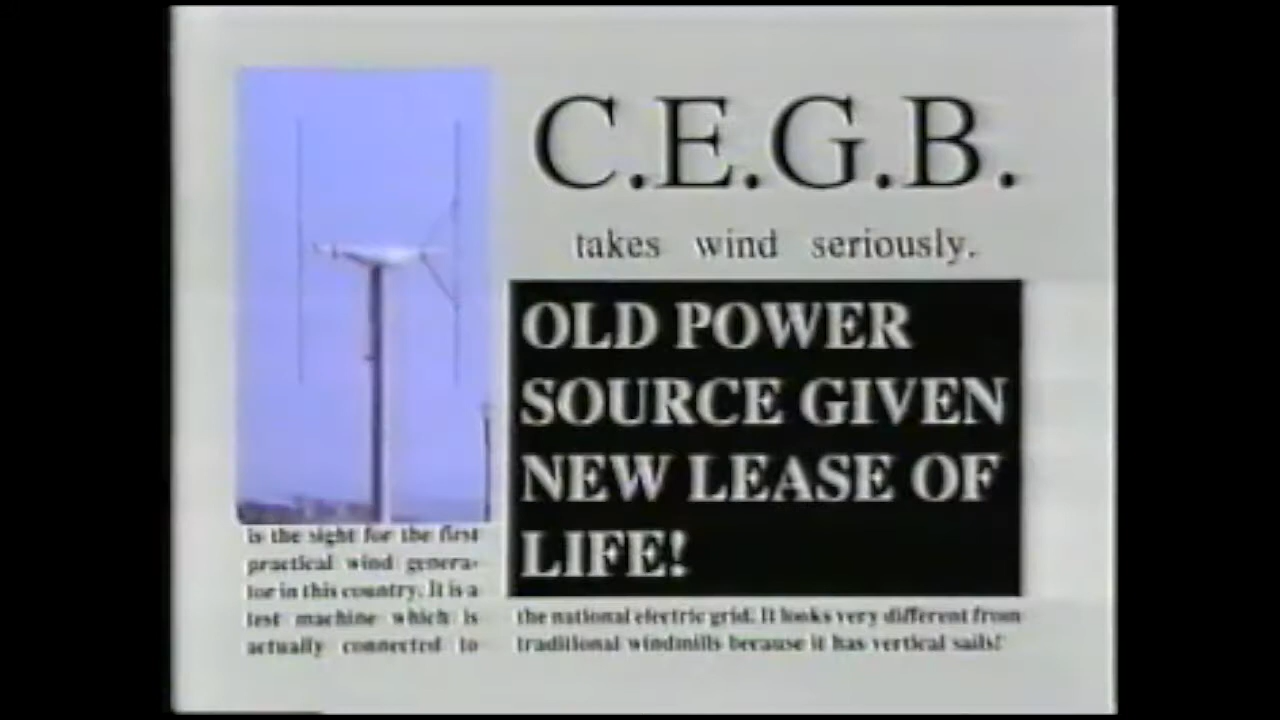 C.E.G.B.
takes wind seriously.
OLD POWER
SOURCE GIVEN
NEW LEASE OF
LIFE!
is the sight for the first
practical wind genera-
tor in this country. It is a
test machine which is
actually connected to
the national electric grid. It looks very different from
traditional windmills because it has vertical sails!